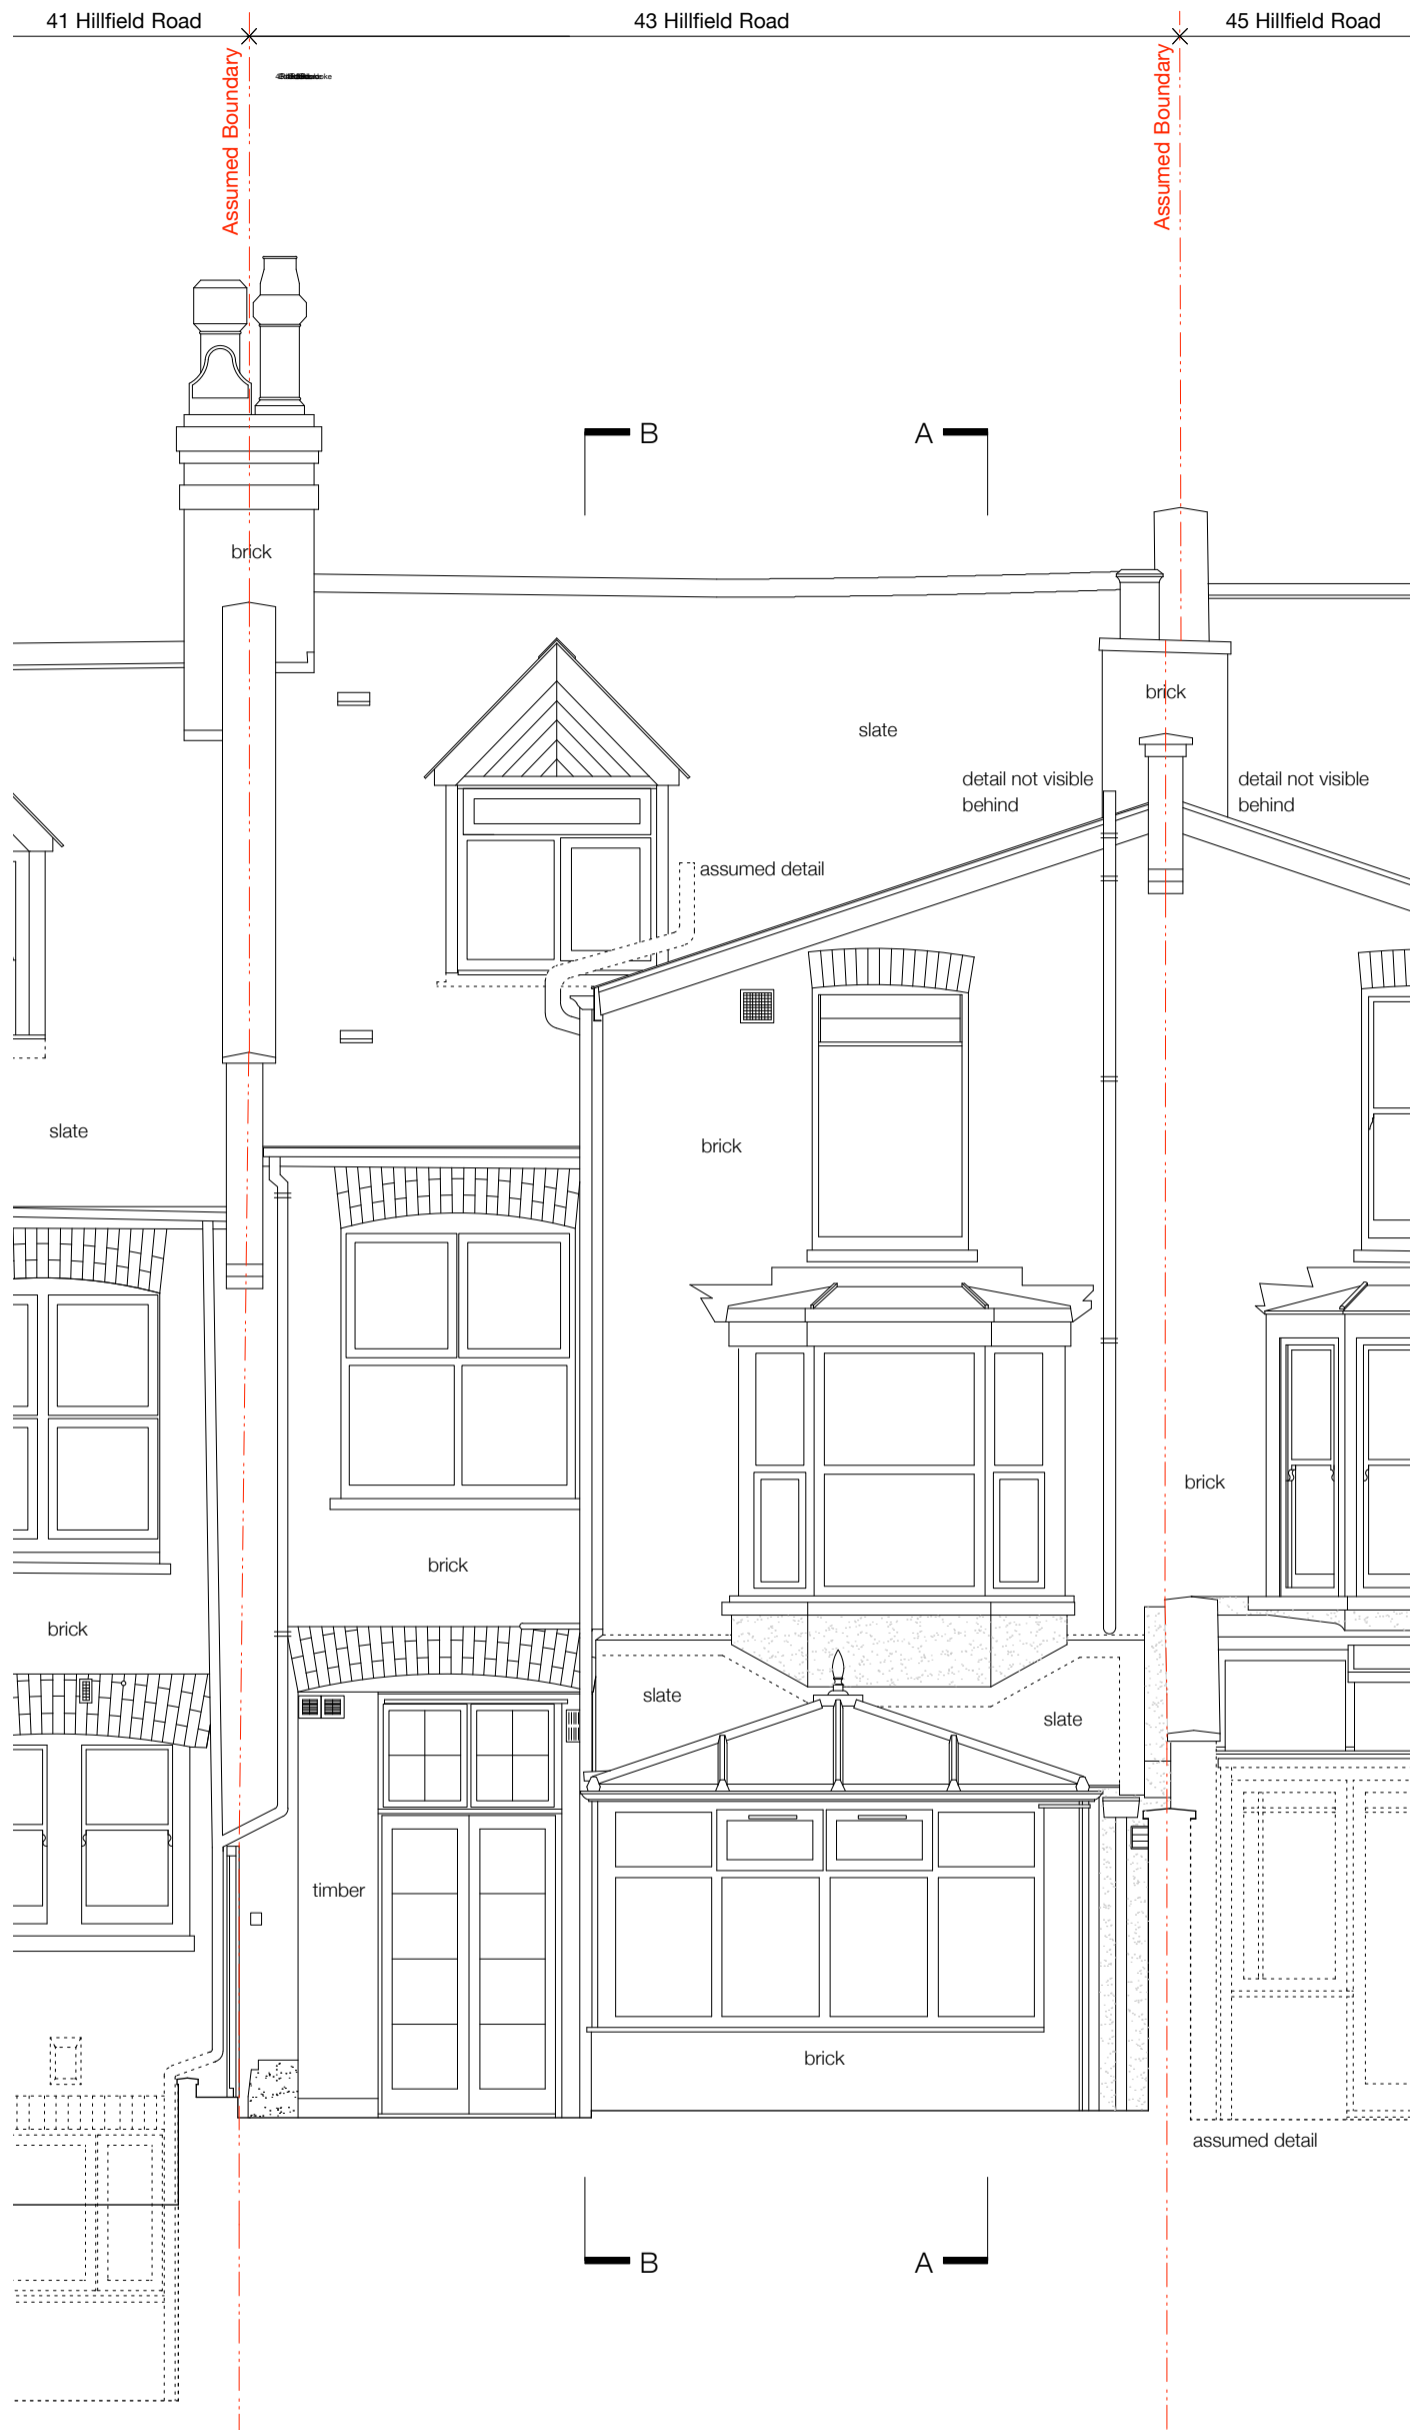 41 Hillfield Road
43 Hillfield Road
45 Hillfield Road
Assumed Boundary
Assumed Boundary
B
A
brick
brick
slate
detail not visible
behind
detail not visible
behind
assumed detail
slate
brick
brick
brick
brick
slate
slate
timber
brick
assumed detail
B
A